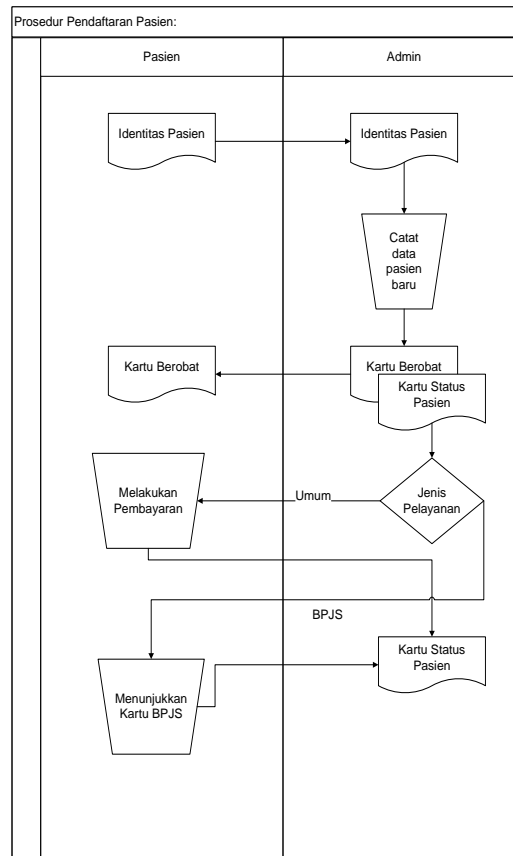 Prosedur Pendaftaran Pasien:
Pasien
Admin
Identitas Pasien
Identitas Pasien
Catat
data
pasien
baru
Kartu Berobat
Kartu Berobat
Kartu Status
Pasien
Melakukan
Pembayaran
Umum
Jenis
Pelayanan
BPJS
Kartu Status
Pasien
Menunjukkan
Kartu BPJS